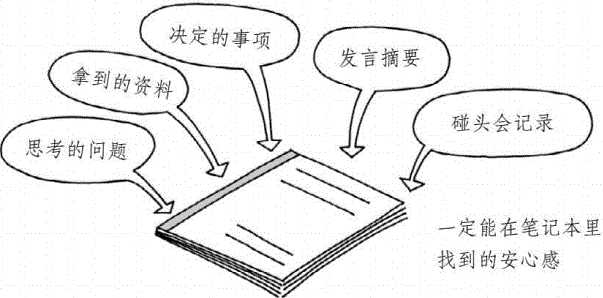 决定的事项
发言摘要
拿到的资料
碰头会记录
思考的问题
一定能在笔记本里
找到的安心感